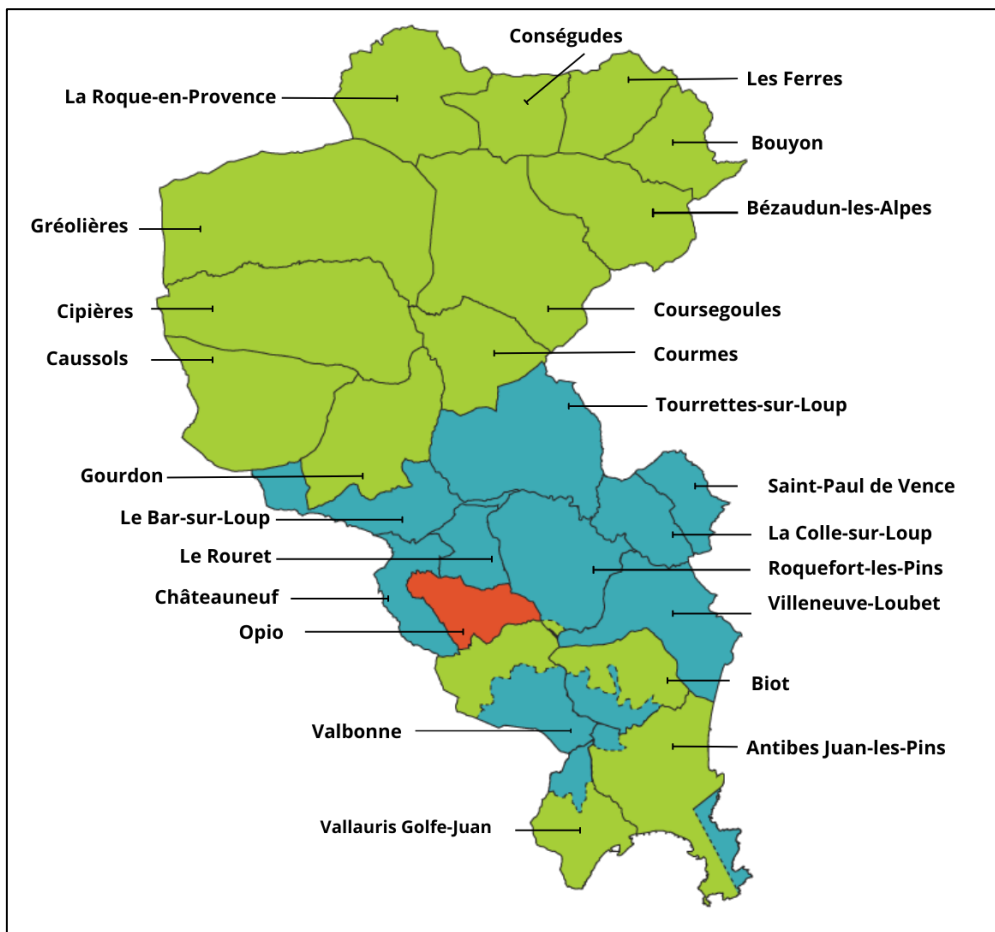 Conségudes
Les Ferres
La Roque-en-Provence
Bouyon
Bézaudun-les-Alpes
Gréolières
Cipières
Coursegoules
Caussols
Courmes
Tourrettes-sur-Loup
Gourdon
Saint-Paul de Vence
Le Bar-sur-Loup
La Colle-sur-Loup
Le Rouret
Roquefort-les-Pins
Châteauneuf
Villeneuve-Loubet
Opio
Biot
Valbonne
Antibes Juan-les-Pins
Vallauris Golfe-Juan